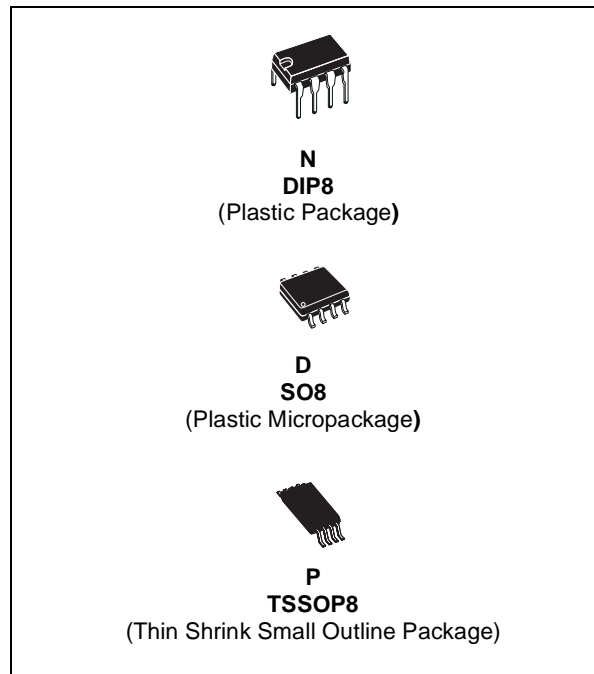 N
DIP8
(Plastic Package)
D
SO8
(Plastic Micropackage)
P
TSSOP8
(Thin Shrink Small Outline Package)